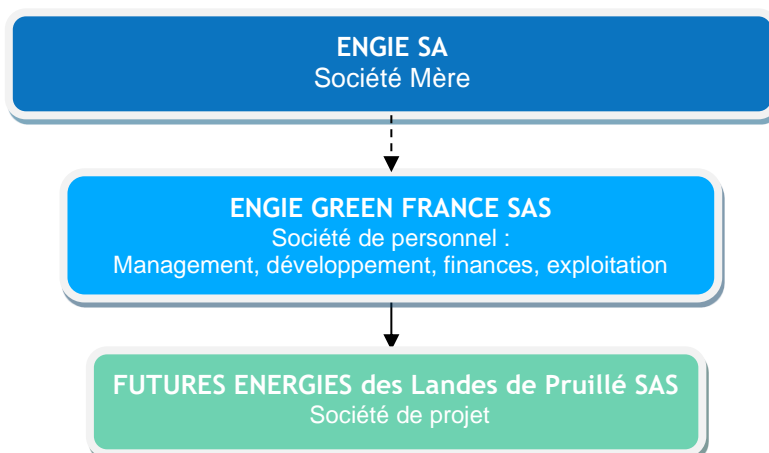 ENGIE SA
Société Mère
ENGIE GREEN FRANCE SAS
Société de personnel :
Management, développement, finances, exploitation
FUTURES ENERGIES des Landes de Pruillé SAS
Société de projet